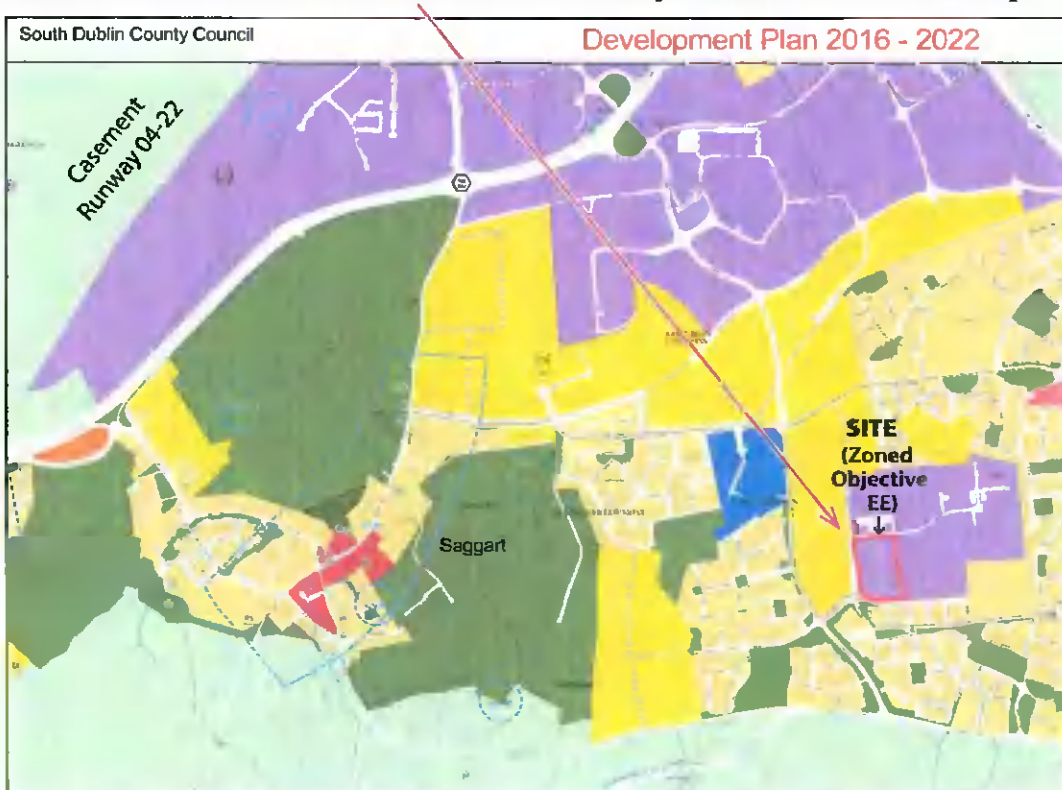 South Dublin County Council
Development Plan 2016 - 2022
Casement
Runway 04-22
SITE
(Zoned
Objective
EE)
Saggart